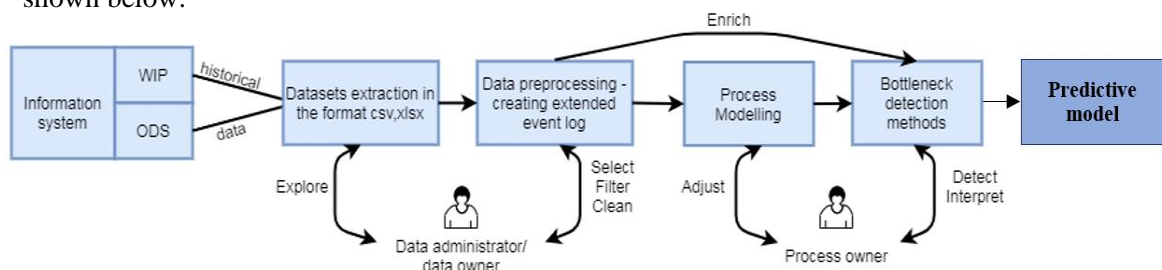 shown below:
Enrich
Information
system
WIP
ODS
historical
data
Datasets extraction in
the format csv,xlsx
Data preprocessing -
creating extended
event log
Process
Modelling
Bottleneck
detection
methods
Predictive
model
Explore
Select
Filter
Clean
Adjust
Detect
Interpret
Data administrator/
data owner
Process owner